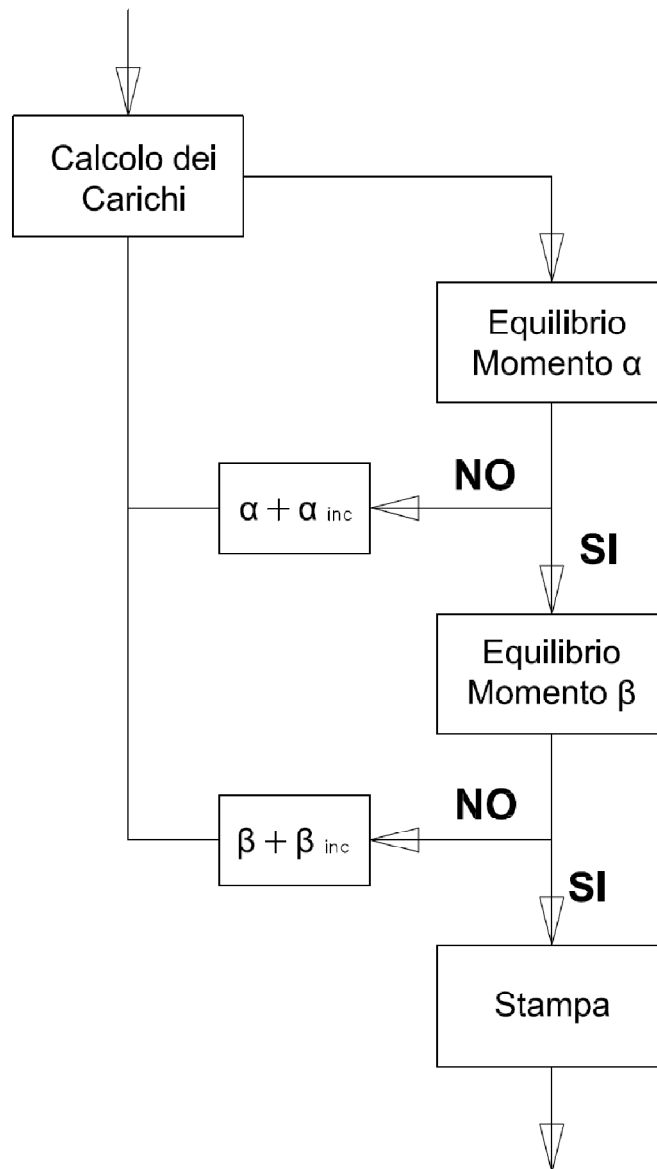 Calcolo dei
Carichi
Equilibrio
Momento α
NO
α + α inc
SI
Equilibrio
Momento β
NO
β + β inc
SI
Stampa